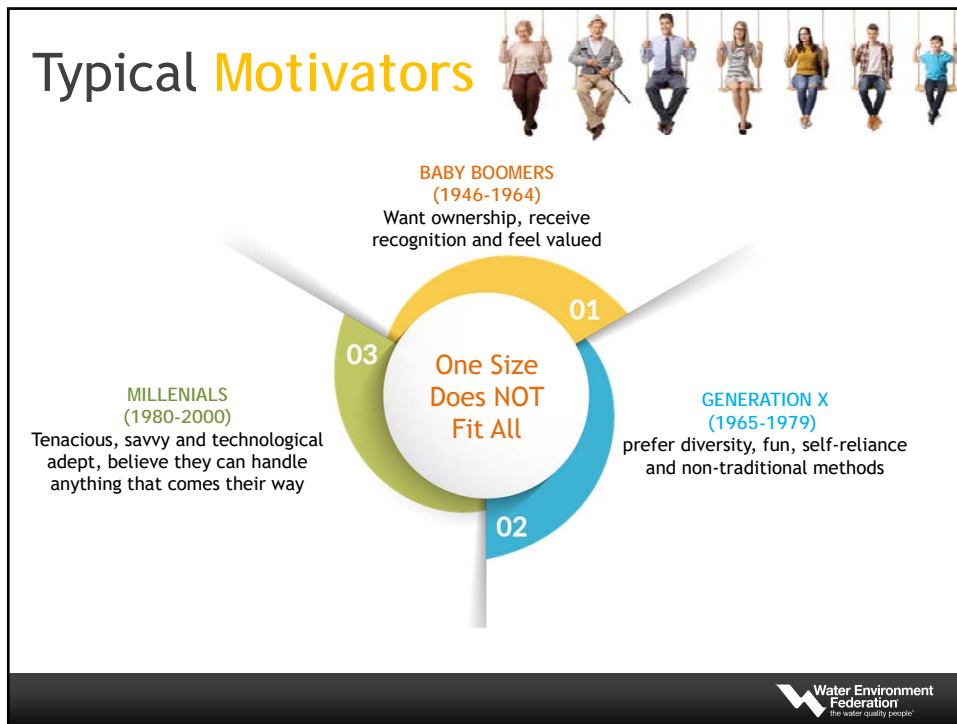 Typical Motivators
BABY BOOMERS
(1946-1964)
Want ownership, receive
recognition and feel valued
01
03
One Size
Does NOT
Fit All
MILLENIALS
(1980-2000)
Tenacious, savvy and technological
adept, believe they can handle
anything that comes their way
GENERATION X
(1965-1979)
prefer diversity, fun, self-reliance
and non-traditional methods
02
Water Environment
Federation
the water quality people®